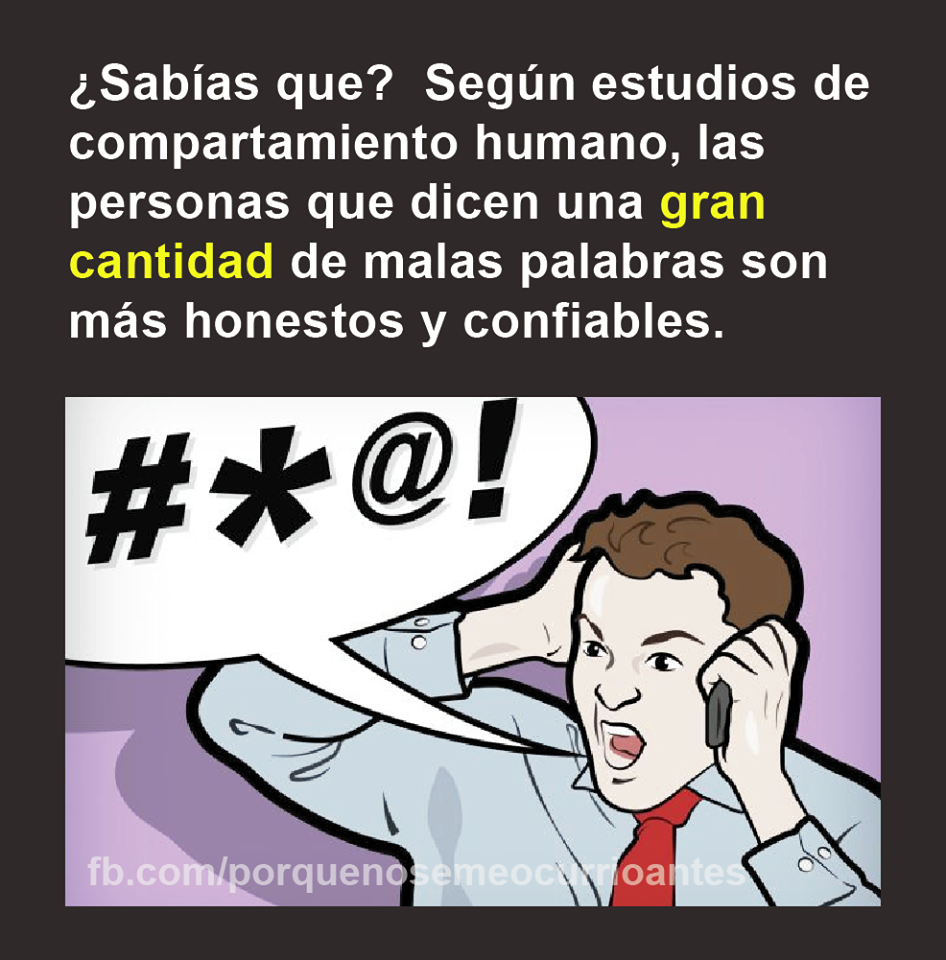 ¿Sabías que?  Según estudios de
compartamiento humano, las
personas que dicen una gran
cantidad de malas palabras son
más honestos y confiables.
#*@!
fb.com/porquenosemeocurrioantes